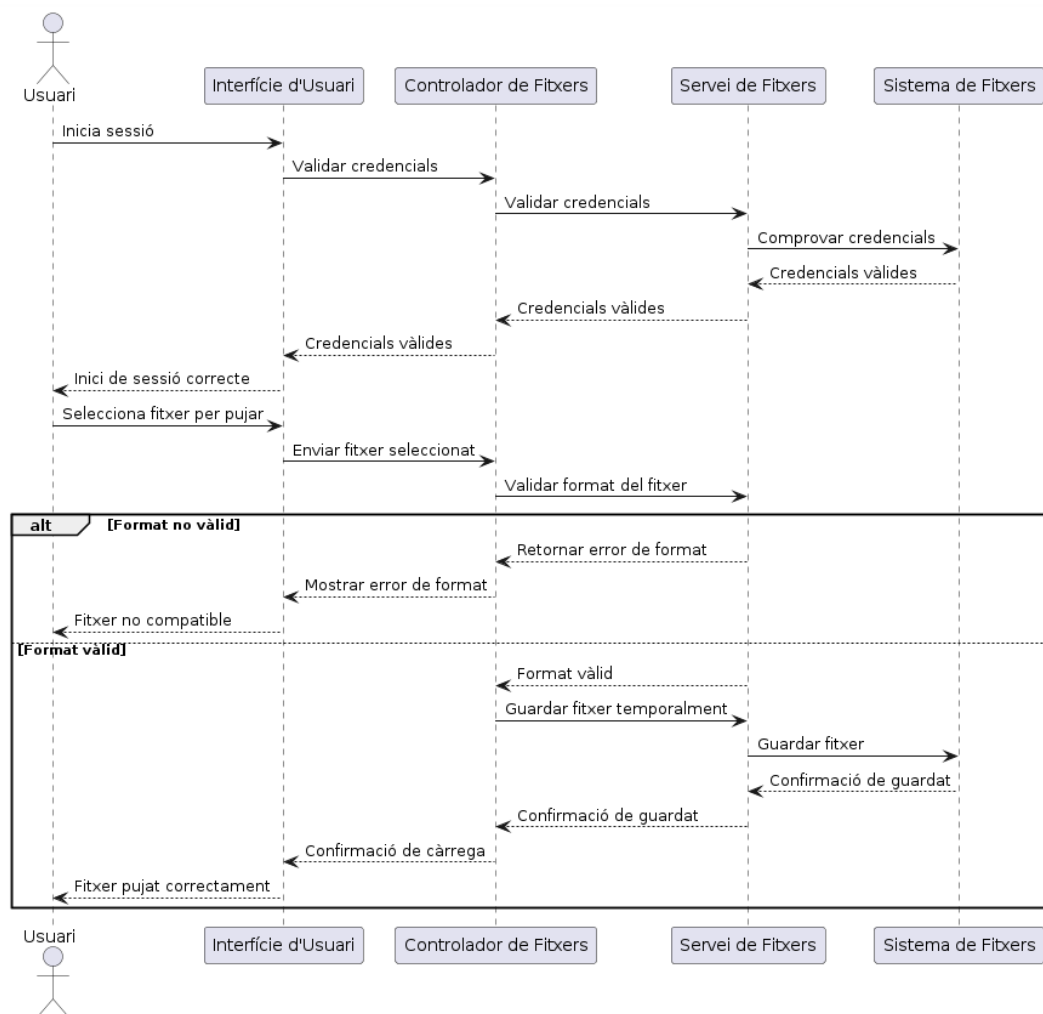 Usuari
Interfície d'Usuari
Controlador de Fitxers
Servei de Fitxers
Sistema de Fitxers
Inicia sessió
Validar credencials
Validar credencials
Comprovar credencials
Credencials vàlides
Credencials vàlides
Credencials vàlides
Inici de sessió correcte
Selecciona fitxer per pujar
Enviar fitxer seleccionat
Validar format del fitxer
alt [Format no vàlid]
Retornar error de format
Mostrar error de format
Fitxer no compatible
[Format vàlid]
Format vàlid
Guardar fitxer temporalment
Guardar fitxer
Confirmació de guardat
Confirmació de guardat
Confirmació de càrrega
Fitxer pujat correctament
Usuari
Interfície d'Usuari
Controlador de Fitxers
Servei de Fitxers
Sistema de Fitxers